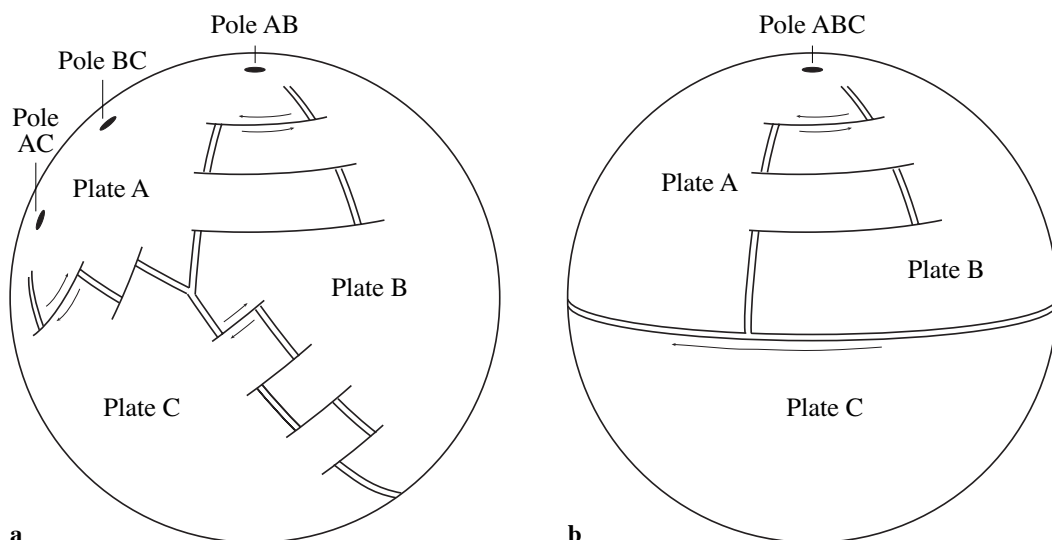 Pole AB
Pole BC
Pole
AC
Plate A
Plate B
Plate C
a
Pole ABC
Plate A
Plate B
Plate C
b